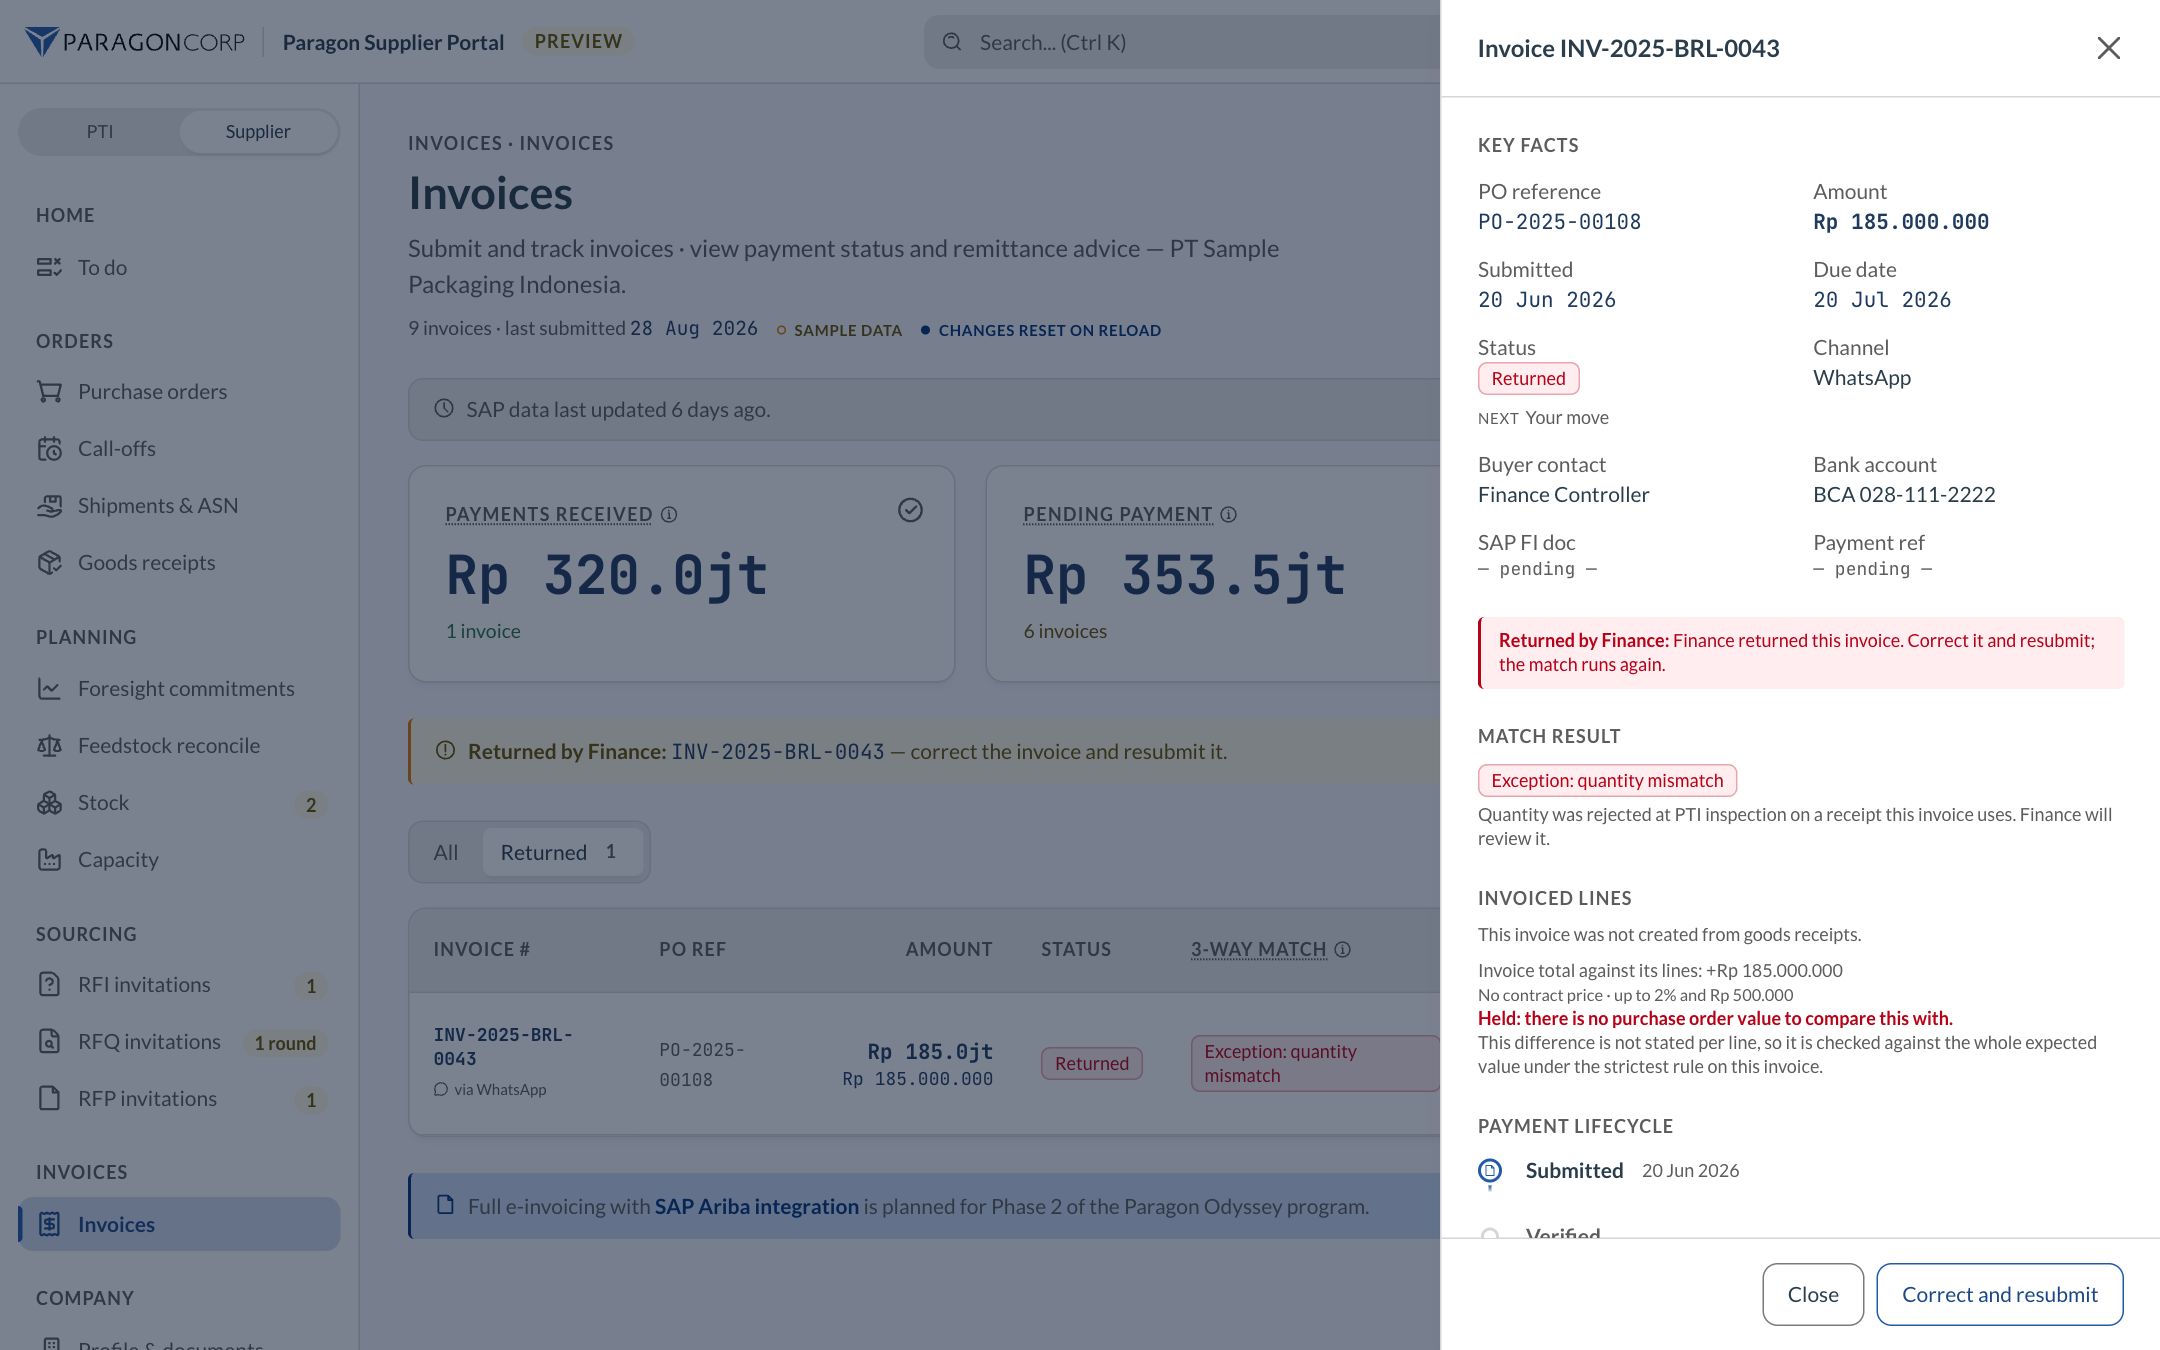 PARAGONCORP
Paragon Supplier Portal
PREVIEW
Search... (Ctrl K)
PTI
Supplier
HOME
To do
ORDERS
Purchase orders
Call-offs
Shipments & ASN
Goods receipts
PLANNING
Foresight commitments
Feedstock reconcile
Stock
2
Capacity
SOURCING
RFI invitations
1
RFQ invitations
1 round
RFP invitations
1
INVOICES
Invoices
COMPANY
Profile & documents
INVOICES · INVOICES
Invoices
Submit and track invoices · view payment status and remittance advice — PT Sample
Packaging Indonesia.
9 invoices · last submitted 28 Aug 2026
SAMPLE DATA
CHANGES RESET ON RELOAD
SAP data last updated 6 days ago.
PAYMENTS RECEIVED
Rp 320.0jt
1 invoice
PENDING PAYMENT
Rp 353.5jt
6 invoices
Returned by Finance: INV-2025-BRL-0043 — correct the invoice and resubmit it.
All
Returned 1
INVOICE #
PO REF
AMOUNT
STATUS
3-WAY MATCH
INV-2025-BRL-
0043
via WhatsApp
PO-2025-
00108
Rp 185.0jt
Rp 185.000.000
Returned
Exception: quantity
mismatch
Full e-invoicing with SAP Ariba integration is planned for Phase 2 of the Paragon Odyssey program.
Invoice INV-2025-BRL-0043
KEY FACTS
PO reference
PO-2025-00108
Amount
Rp 185.000.000
Submitted
20 Jun 2026
Due date
20 Jul 2026
Status
Returned
NEXT Your move
Channel
WhatsApp
Buyer contact
Finance Controller
Bank account
BCA 028-111-2222
SAP FI doc
— pending —
Payment ref
— pending —
Returned by Finance: Finance returned this invoice. Correct it and resubmit;
the match runs again.
MATCH RESULT
Exception: quantity mismatch
Quantity was rejected at PTI inspection on a receipt this invoice uses. Finance will
review it.
INVOICED LINES
This invoice was not created from goods receipts.
Invoice total against its lines: +Rp 185.000.000
No contract price · up to 2% and Rp 500.000
Held: there is no purchase order value to compare this with.
This difference is not stated per line, so it is checked against the whole expected
value under the strictest rule on this invoice.
PAYMENT LIFECYCLE
Submitted 20 Jun 2026
Verified
Close
Correct and resubmit